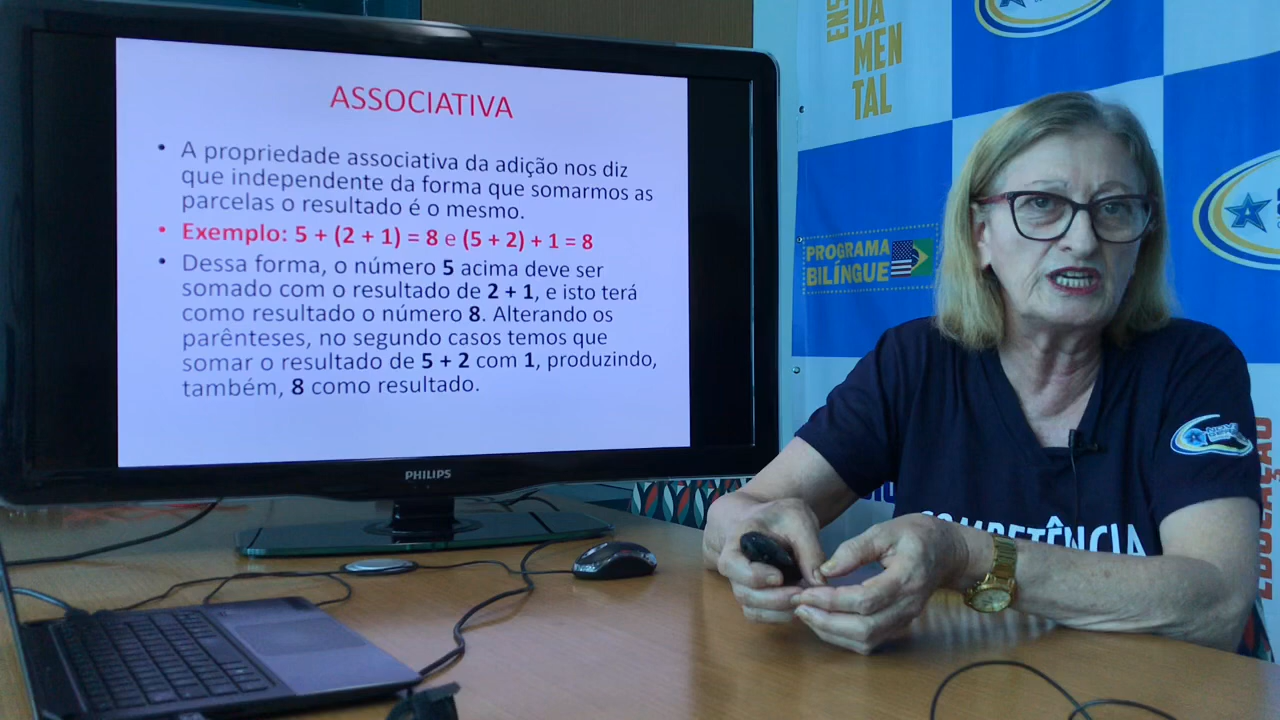 ASSOCIATIVA
• A propriedade associativa da adição nos diz
que independente da forma que somarmos as
parcelas o resultado é o mesmo.
• Exemplo: 5 + (2 + 1) = 8 e (5 + 2) + 1 = 8
• Dessa forma, o número 5 acima deve ser
somado com o resultado de 2 + 1, e isto terá
como resultado o número 8. Alterando os
parênteses, no segundo casos temos que
somar o resultado de 5 + 2 com 1, produzindo,
também, 8 como resultado.
PHILIPS
DA
MEN
TAL
PROGRAMA
BILÍNGUE
COMPETÊNCIA
EDUCAÇÃO